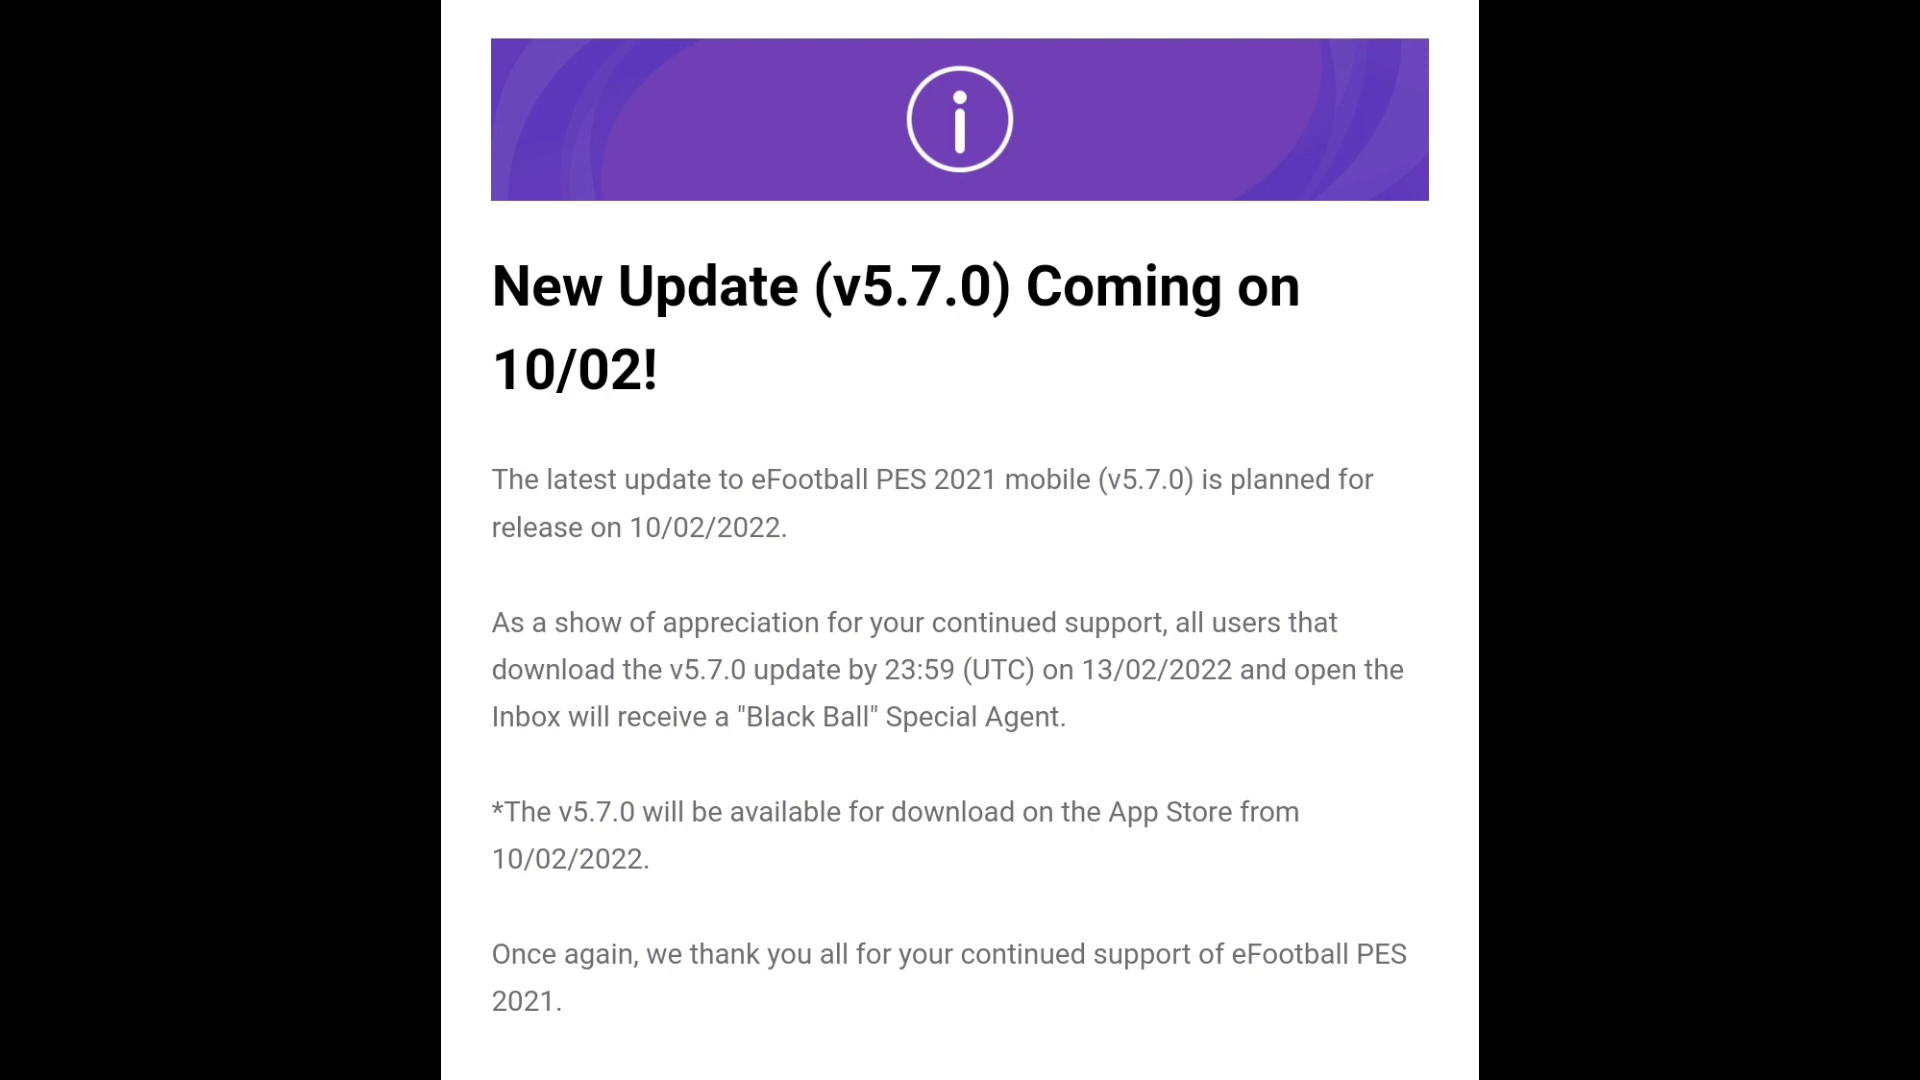 New Update (v5.7.0) Coming on
10/02!
The latest update to eFootball PES 2021 mobile (v5.7.0) is planned for
release on 10/02/2022.
As a show of appreciation for your continued support, all users that
download the v5.7.0 update by 23:59 (UTC) on 13/02/2022 and open the
Inbox will receive a "Black Ball" Special Agent.
*The v5.7.0 will be available for download on the App Store from
10/02/2022.
Once again, we thank you all for your continued support of eFootball PES
2021.